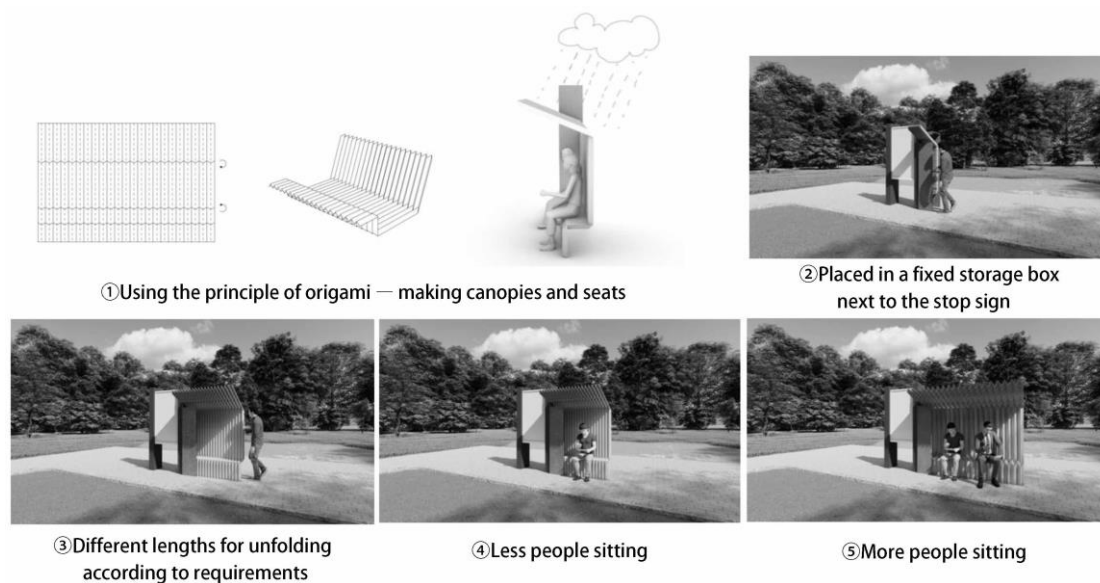 ①Using the principle of origami — making canopies and seats
②Placed in a fixed storage box
next to the stop sign
③Different lengths for unfolding
according to requirements
④Less people sitting
⑤More people sitting